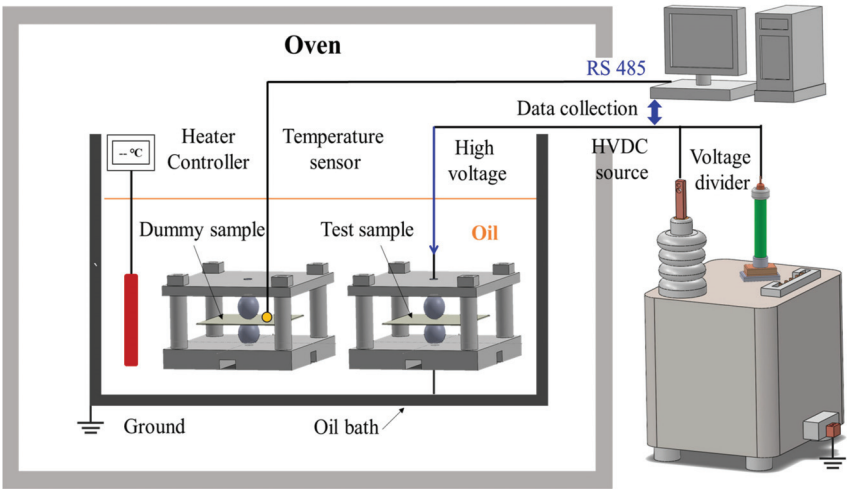 Oven
RS 485
Data collection
-- °C
Heater
Controller
Temperature
sensor
High
voltage
HVDC
source
Voltage
divider
Dummy sample
Test sample
Oil
Ground
Oil bath